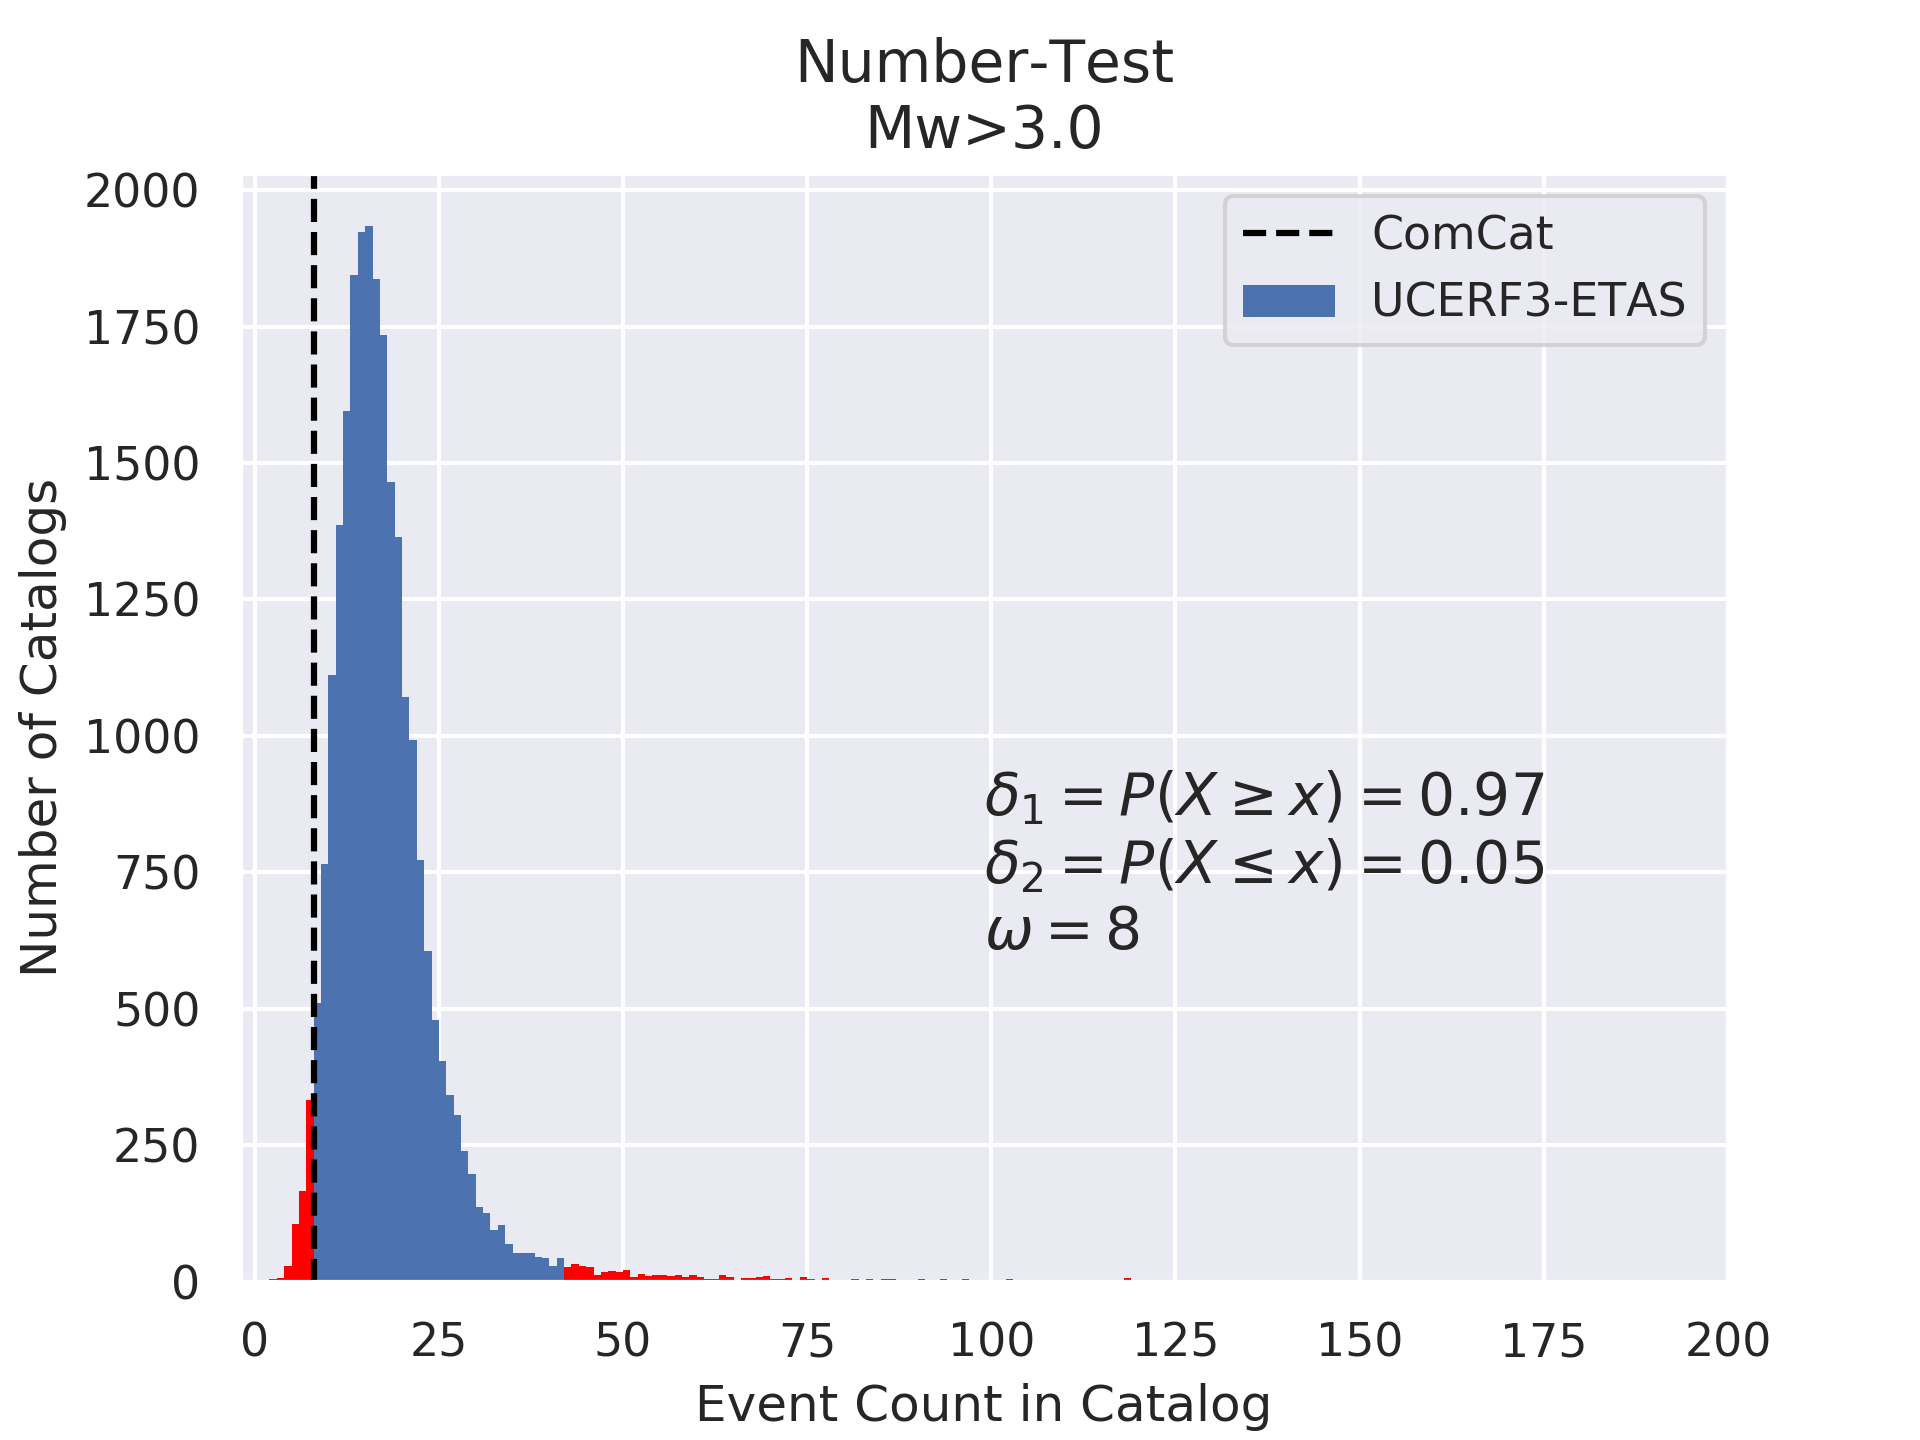 Number-Test
Mw>3.0
2000
1750
1500
1250
1000
750
500
250
0
Number of Catalogs
ComCat
UCERF3-ETAS
δ₁ = P(X ≥ x) = 0.97
δ₂ = P(X ≤ x) = 0.05
ω = 8
0 25 50 75 100 125 150 175 200
Event Count in Catalog